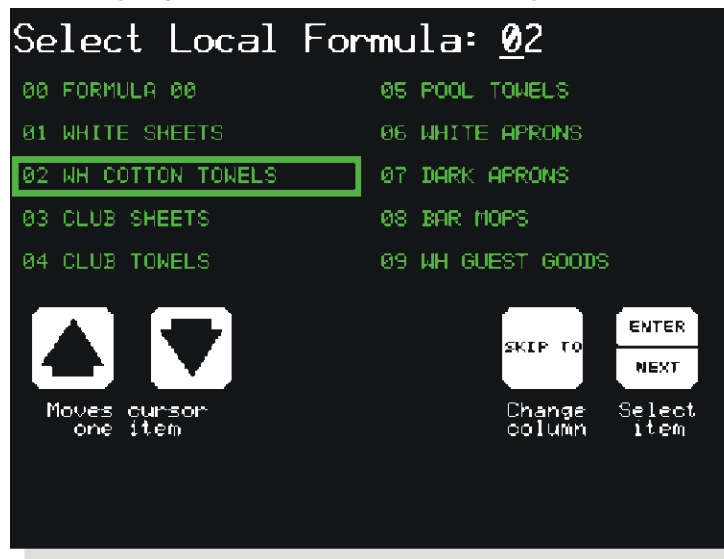 Select Local Formula: 02
00 FORMULA 00
01 WHITE SHEETS
02 WH COTTON TOWELS
03 CLUB SHEETS
04 CLUB TOWELS
05 POOL TOWELS
06 WHITE APRONS
07 DARK APRONS
08 BAR MOPS
09 WH GUEST GOODS
Moves cursor
one item
SKIP TO
Change
column
ENTER
NEXT
Select
item